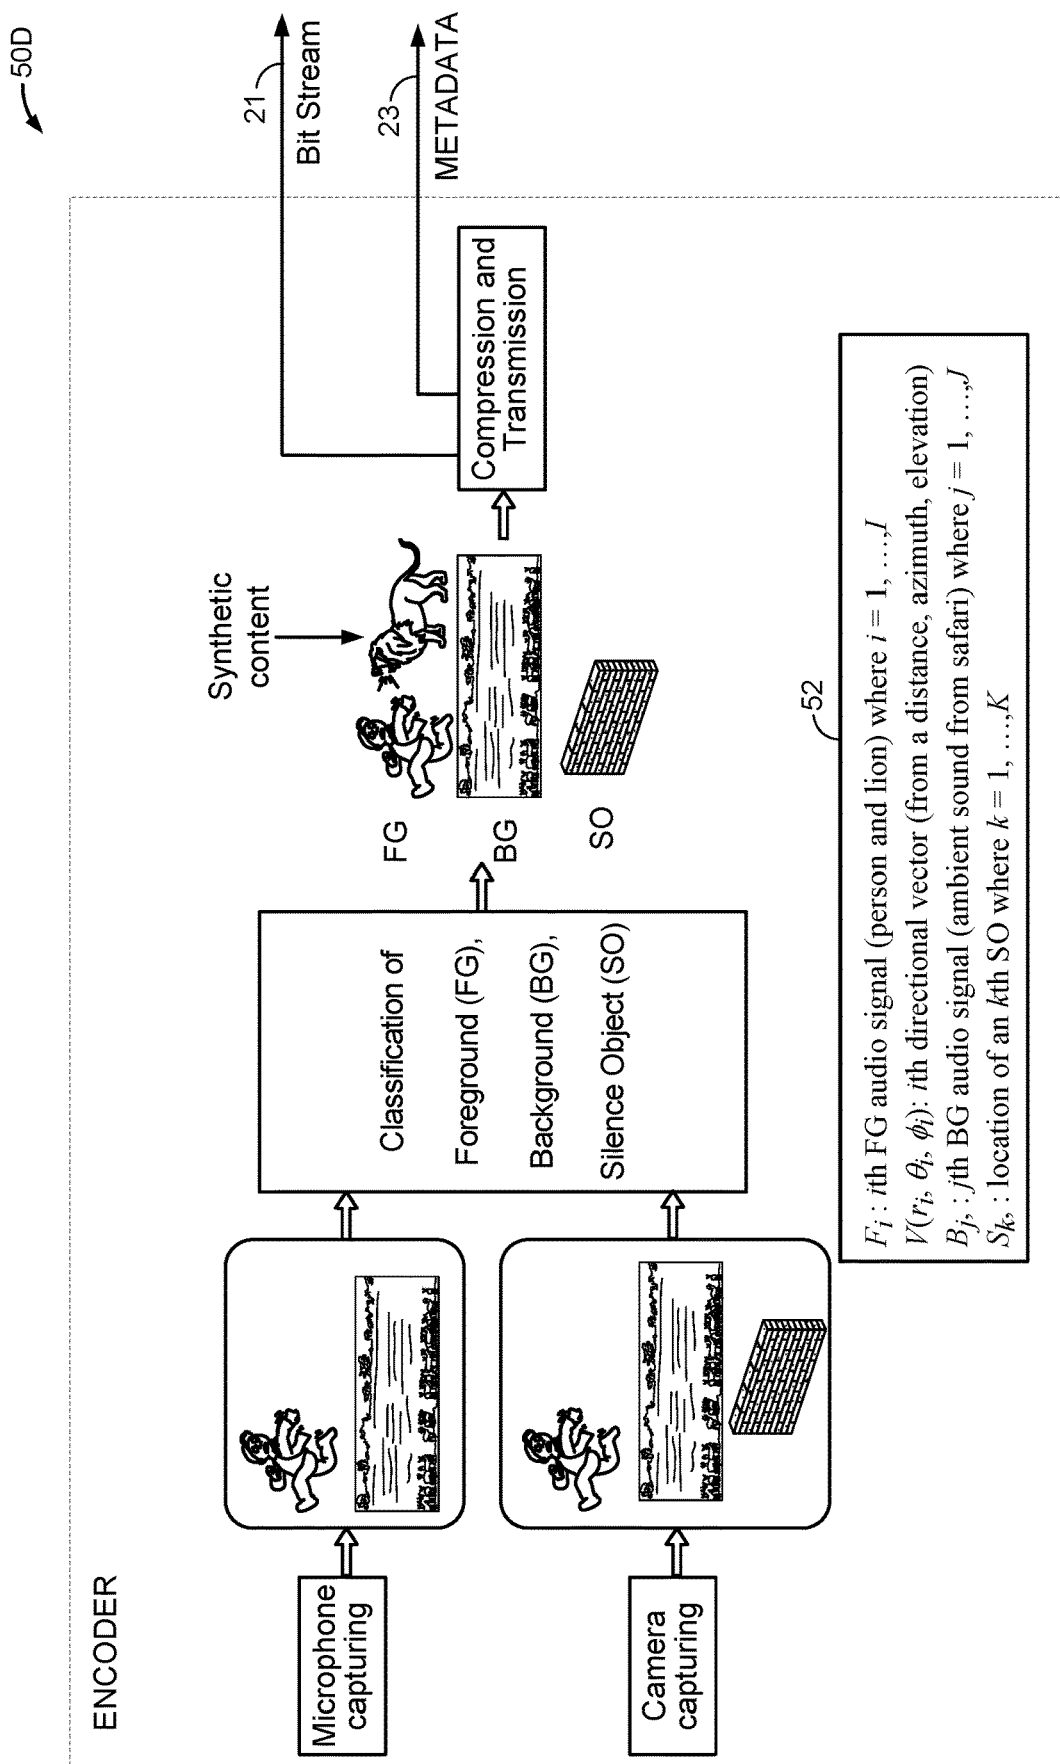 50D
ENCODER
21
Bit Stream
23
METADATA
Microphone
capturing
Camera
capturing
Classification of
Foreground (FG),
Background (BG),
Silence Object (SO)
Synthetic
content
FG
BG
SO
Compression and
Transmission
52
F_i : ith FG audio signal (person and lion) where i = 1, …,I
V(r_i, θ_i, ϕ_i): ith directional vector (from a distance, azimuth, elevation)
B_j, : jth BG audio signal (ambient sound from safari) where j = 1, …,J
S_k, : location of an kth SO where k = 1, …,K